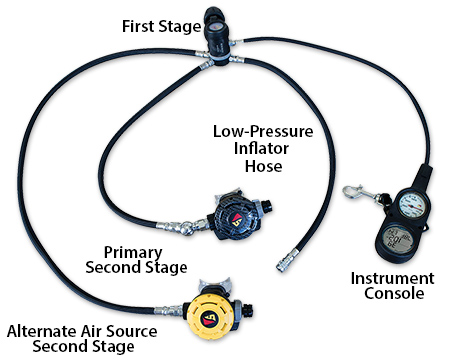 First Stage
Low-Pressure
Inflator
Hose
Primary
Second Stage
Instrument
Console
Alternate Air Source
Second Stage